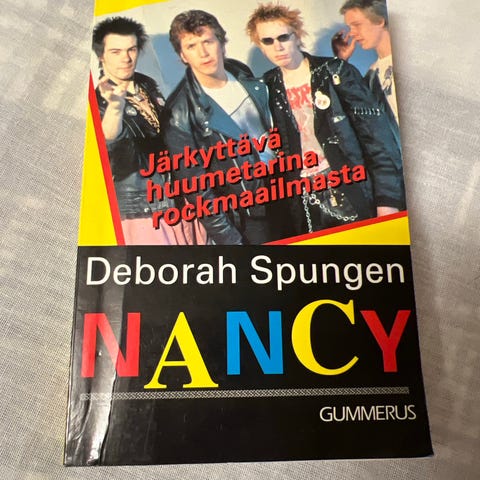 Järkyttävä
huumetarina
rockmaailmasta
Deborah Spungen
NANCY
GUMMERUS